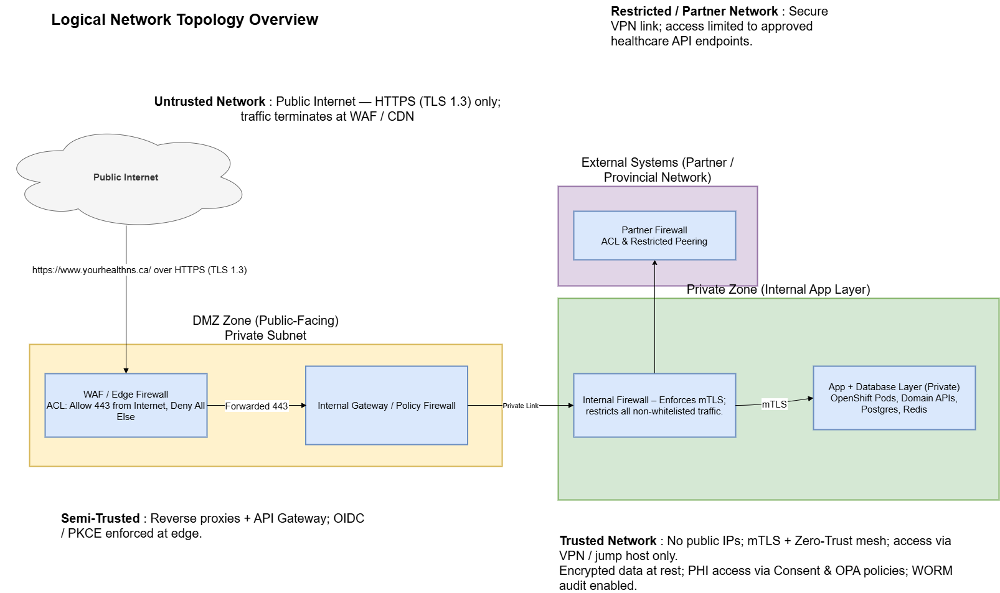 Logical Network Topology Overview
Restricted / Partner Network : Secure
VPN link; access limited to approved
healthcare API endpoints.
Untrusted Network : Public Internet — HTTPS (TLS 1.3) only;
traffic terminates at WAF / CDN
Public Internet
https://www.yourhealthns.ca/ over HTTPS (TLS 1.3)
External Systems (Partner /
Provincial Network)
Partner Firewall
ACL & Restricted Peering
Private Zone (Internal App Layer)
DMZ Zone (Public-Facing)
Private Subnet
WAF / Edge Firewall
ACL: Allow 443 from Internet, Deny All
Else
Forwarded 443
Internal Gateway / Policy Firewall
Private Link
Internal Firewall – Enforces mTLS;
restricts all non-whitelisted traffic.
mTLS
App + Database Layer (Private)
OpenShift Pods, Domain APIs,
Postgres, Redis
Semi-Trusted : Reverse proxies + API Gateway; OIDC
/ PKCE enforced at edge.
Trusted Network : No public IPs; mTLS + Zero-Trust mesh; access via
VPN / jump host only.
Encrypted data at rest; PHI access via Consent & OPA policies; WORM
audit enabled.